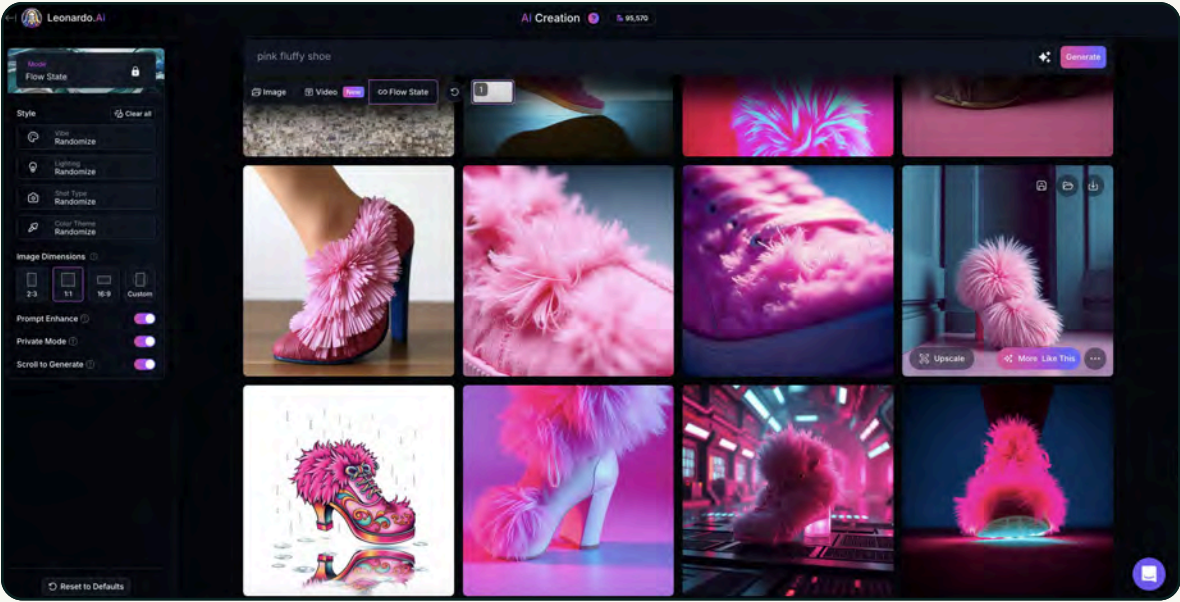 Leonardo.Ai
AI Creation
95,570
Model
Flow State
pink fluffy shoe
Generate
Image
Video
New
Flow State
1
Style
Clear all
Vibe
Randomize
Lighting
Randomize
Shot Type
Randomize
Color Theme
Randomize
Image Dimensions
2:3
1:1
16:9
Custom
Prompt Enhance
Private Mode
Scroll to Generate
Upscale
More Like This
Reset to Defaults